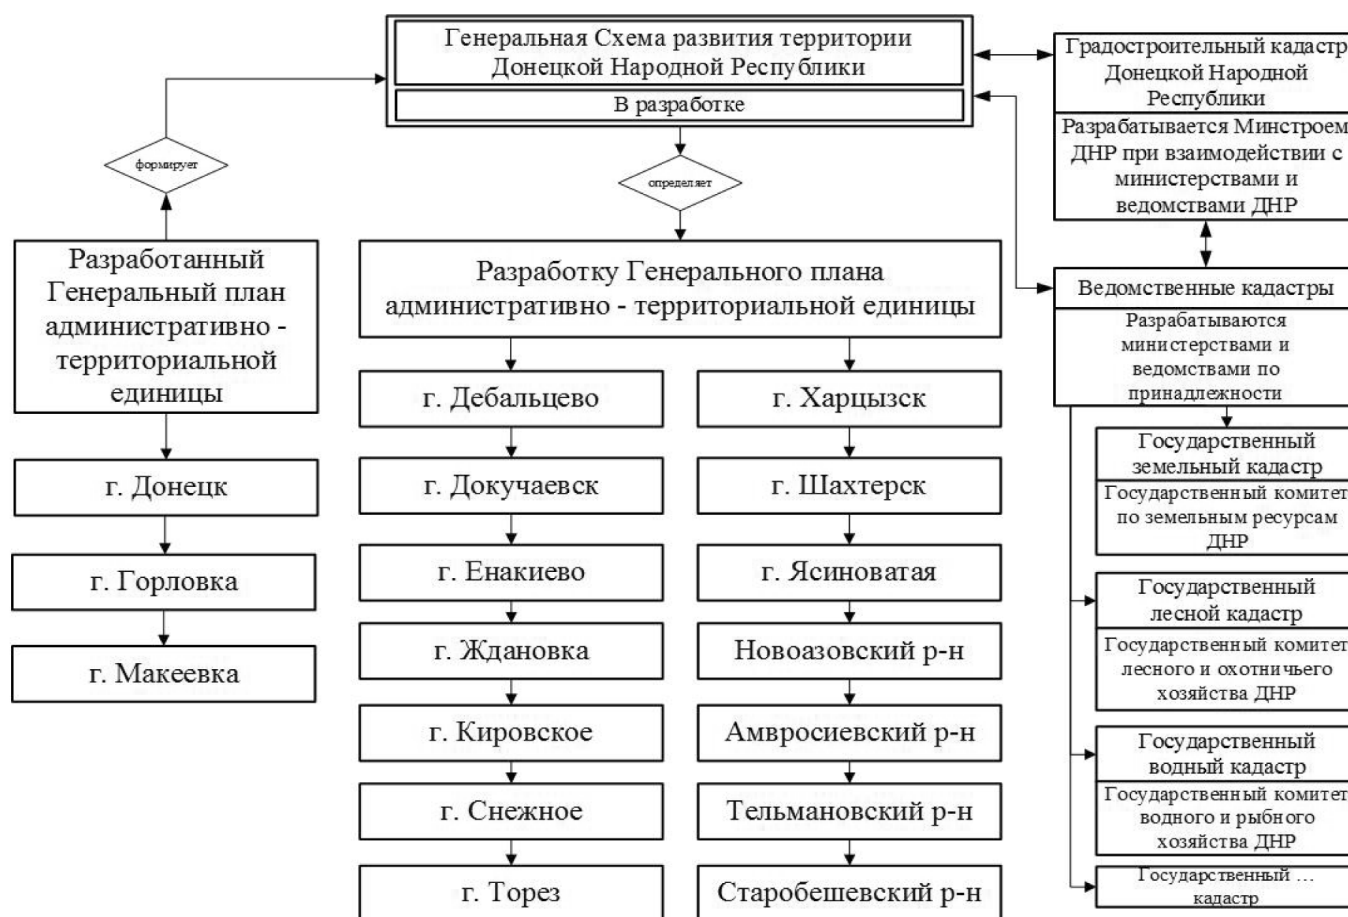 Генеральная Схема развития территории
Донецкой Народной Республики
В разработке
Градостроительный кадастр
Донецкой Народной
Республики
Разрабатывается Минстроем
ДНР при взаимодействии с
министерствами и
ведомствами ДНР
формирует
определяет
Разработанный
Генеральный план
административно -
территориальной
единицы
г. Донецк
г. Горловка
г. Макеевка
Разработку Генерального плана
административно - территориальной единицы
г. Дебальцево
г. Докучаевск
г. Енакиево
г. Ждановка
г. Кировское
г. Снежное
г. Торез
г. Харцызск
г. Шахтерск
г. Ясиноватая
Новоазовский р-н
Амвросиевский р-н
Тельмановский р-н
Старобешевский р-н
Ведомственные кадастры
Разрабатываются
министерствами и
ведомствами по
принадлежности
Государственный
земельный кадастр
Государственный комитет
по земельным ресурсам
ДНР
Государственный
лесной кадастр
Государственный комитет
лесного и охотничьего
хозяйства ДНР
Государственный
водный кадастр
Государственный комитет
водного и рыбного
хозяйства ДНР
Государственный …
кадастр